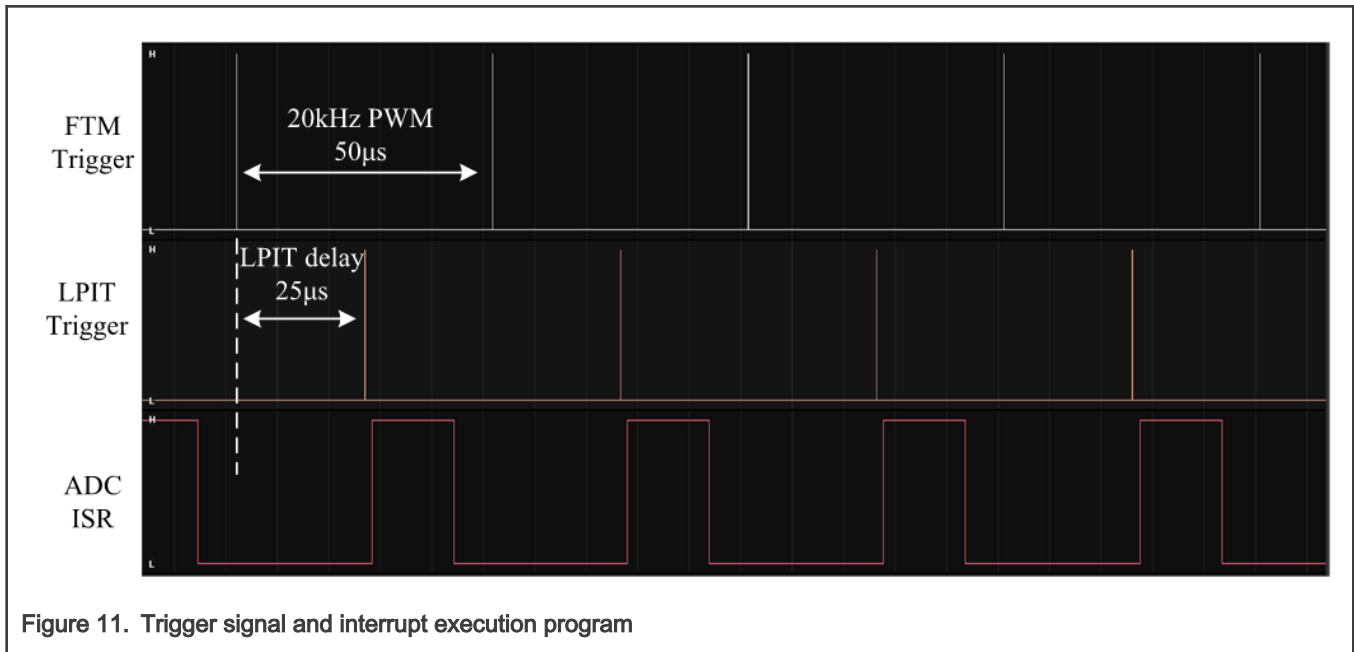 H
FTM
Trigger
20kHz PWM
50μs
L
H
LPIT
Trigger
LPIT delay
25μs
L
H
ADC
ISR
L
Figure 11. Trigger signal and interrupt execution program